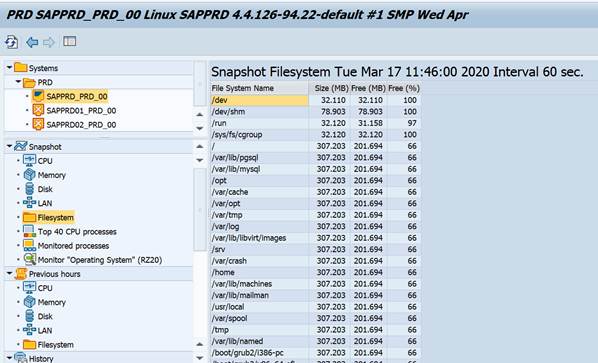 PRD SAPPRD_PRD_00 Linux SAPPRD 4.4.126-94.22-default #1 SMP Wed Apr
Systems
PRD
SAPPRD_PRD_00
SAPPRD01_PRD_00
SAPPRD02_PRD_00
Snapshot
CPU
Memory
Disk
LAN
Filesystem
Top 40 CPU processes
Monitored processes
Monitor "Operating System" (RZ20)
Previous hours
CPU
Memory
Disk
LAN
Filesystem
History
Snapshot Filesystem Tue Mar 17 11:46:00 2020 Interval 60 sec.
File System Name Size (MB) Free (MB) Free (%)
/dev 32.110 32.110 100
/dev/shm 78.903 78.903 100
/run 32.120 31.158 97
/sys/fs/cgroup 32.120 32.120 100
/ 307.203 201.694 66
/var/lib/pgsql 307.203 201.694 66
/var/lib/mysql 307.203 201.694 66
/opt 307.203 201.694 66
/var/cache 307.203 201.694 66
/var/opt 307.203 201.694 66
/var/tmp 307.203 201.694 66
/var/log 307.203 201.694 66
/var/lib/libvirt/images 307.203 201.694 66
/srv 307.203 201.694 66
/var/crash 307.203 201.694 66
/home 307.203 201.694 66
/var/lib/machines 307.203 201.694 66
/var/lib/mailman 307.203 201.694 66
/usr/local 307.203 201.694 66
/var/spool 307.203 201.694 66
/tmp 307.203 201.694 66
/var/lib/named 307.203 201.694 66
/boot/grub2/i386-pc 307.203 201.694 66